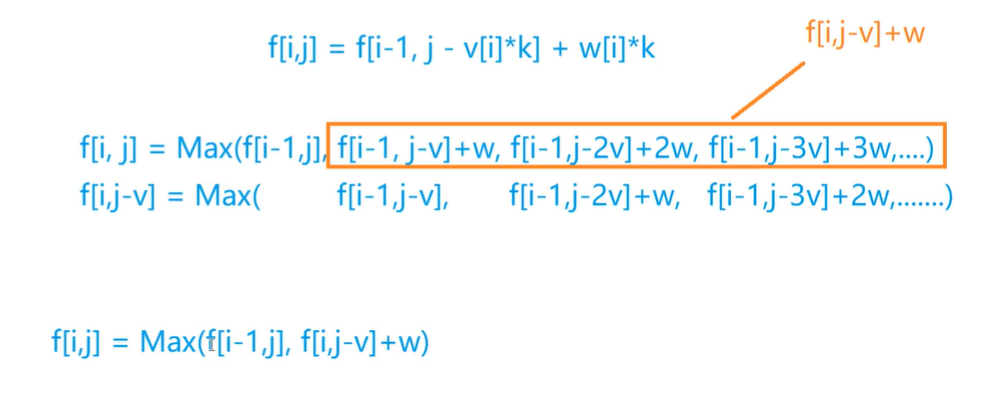 f[i,j-v]+w
f[i,j] = f[i-1, j - v[i]*k] + w[i]*k
f[i, j] = Max(f[i-1,j], f[i-1, j-v]+w, f[i-1,j-2v]+2w, f[i-1,j-3v]+3w,....)
f[i,j-v] = Max( f[i-1,j-v], f[i-1,j-2v]+w, f[i-1,j-3v]+2w,.......)
f[i,j] = Max(f[i-1,j], f[i,j-v]+w)